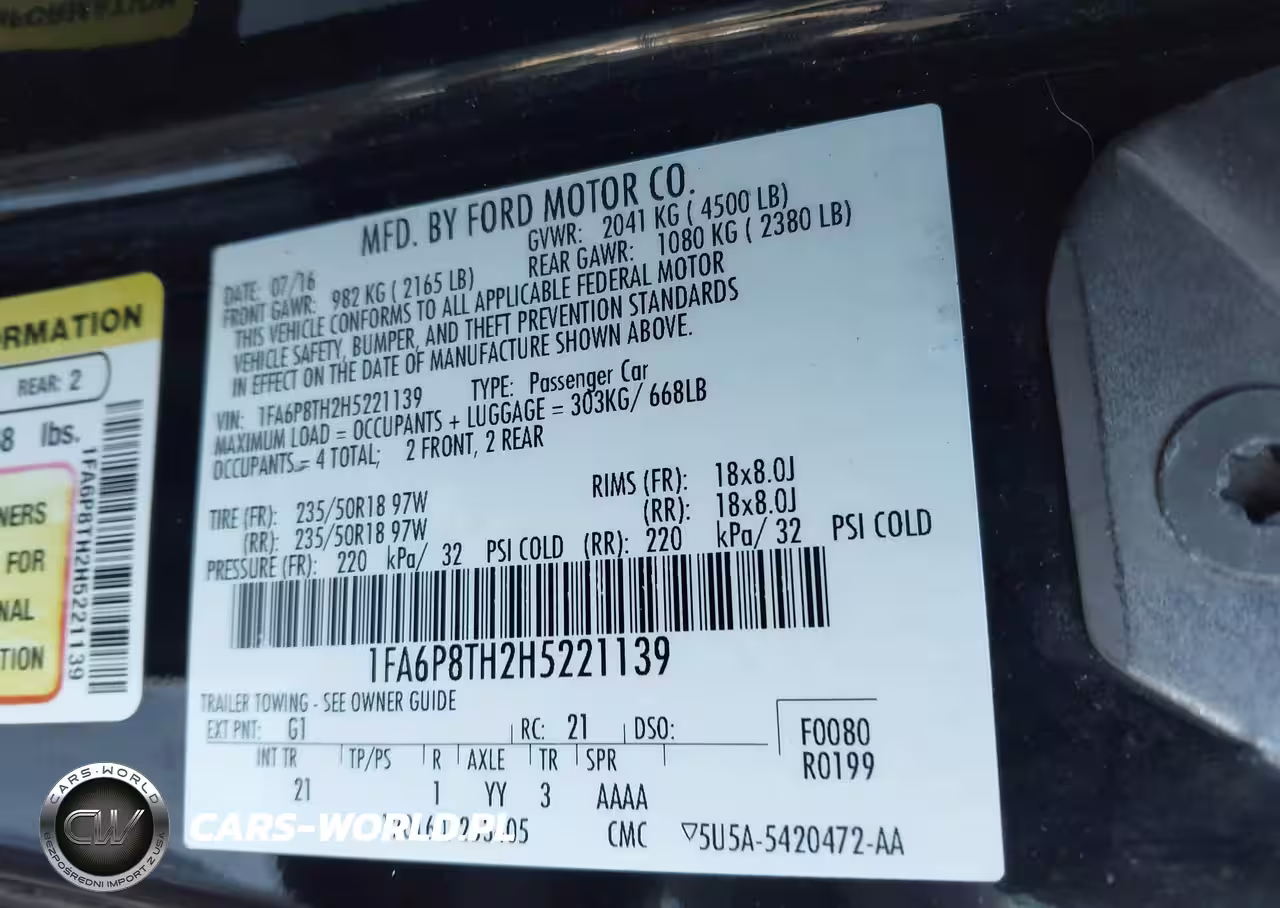 MFD. BY FORD MOTOR CO.
DATE: 07/16 GVWR: 2041 KG ( 4500 LB)
FRONT GAWR: 982 KG ( 2165 LB) REAR GAWR: 1080 KG ( 2380 LB)
THIS VEHICLE CONFORMS TO ALL APPLICABLE FEDERAL MOTOR
VEHICLE SAFETY, BUMPER, AND THEFT PREVENTION STANDARDS
IN EFFECT ON THE DATE OF MANUFACTURE SHOWN ABOVE.
VIN: 1FA6P8TH2H5221139 TYPE: Passenger Car
MAXIMUM LOAD = OCCUPANTS + LUGGAGE = 303KG/ 668LB
OCCUPANTS = 4 TOTAL; 2 FRONT, 2 REAR
TIRE (FR): 235/50R18 97W RIMS (FR): 18x8.0J
(RR): 235/50R18 97W (RR): 18x8.0J
PRESSURE (FR): 220 kPa/ 32 PSI COLD (RR): 220 kPa/ 32 PSI COLD
1FA6P8TH2H5221139
TRAILER TOWING - SEE OWNER GUIDE
EXT PNT: G1 RC: 21 DSO:
F0080
R0199
INT TR TP/PS R AXLE TR SPR
21 1 YY 3 AAAA
CMC ▽5U5A-5420472-AA
RMATION
REAR: 2
8 lbs.
1FA6P8TH2H5221139
NERS
FOR
NAL
TION
CARS-WORLD
CW
BEZPOŚREDNI IMPORT Z USA
CARS-WORLD.PL